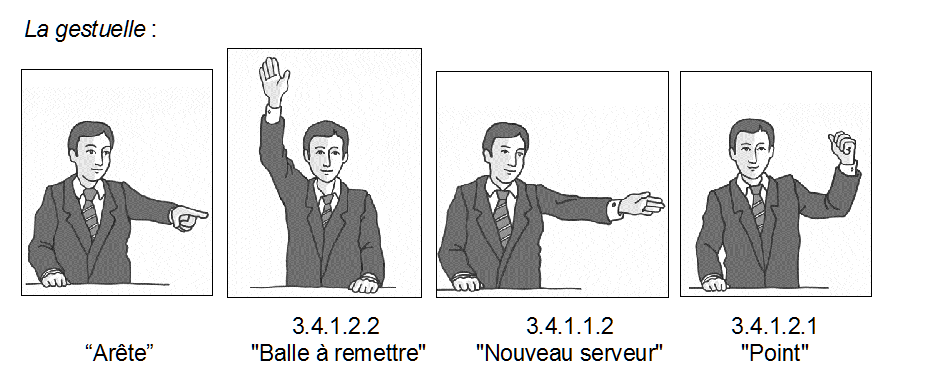 La gestuelle :
3.4.1.2.2 3.4.1.1.2 3.4.1.2.1
“Arête” "Balle à remettre" "Nouveau serveur" "Point"